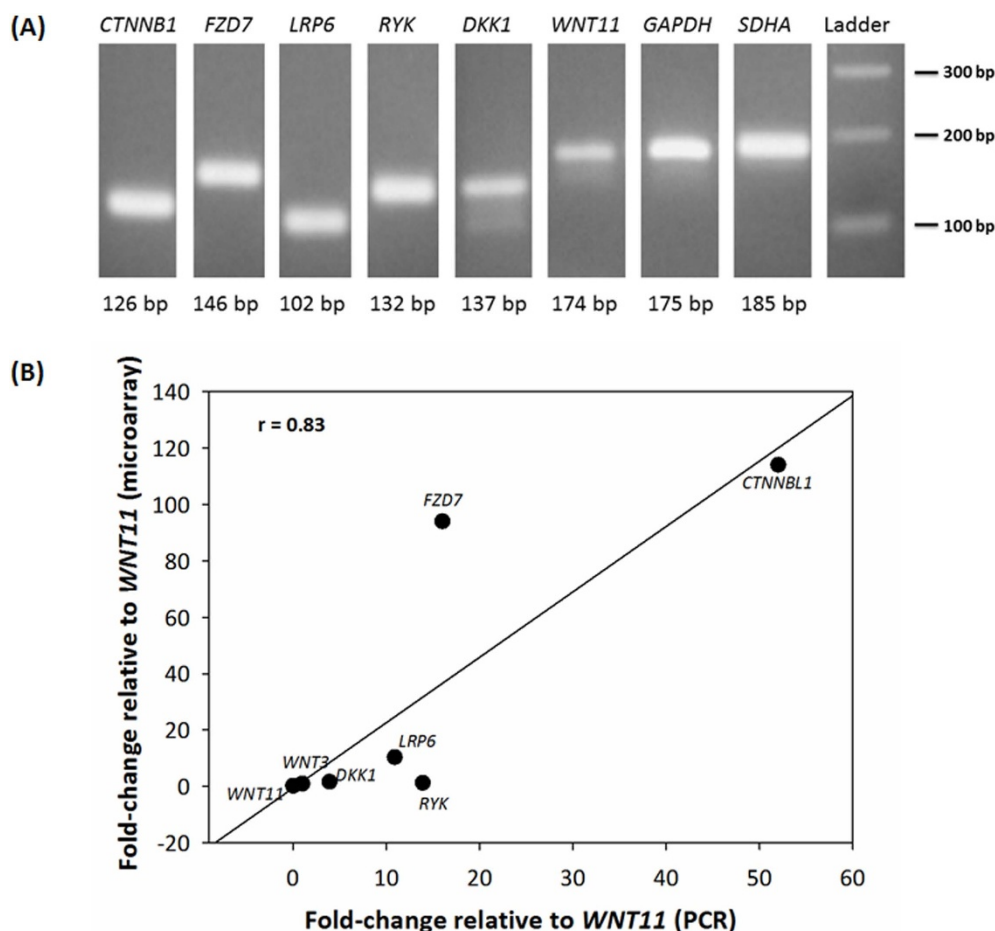 (A)
CTNNB1 FZD7 LRP6 RYK DKK1 WNT11 GAPDH SDHA Ladder
300 bp
200 bp
100 bp
126 bp 146 bp 102 bp 132 bp 137 bp 174 bp 175 bp 185 bp
(B)
Fold-change relative to WNT11 (microarray)
140
120
100
80
60
40
20
0
-20
r = 0.83
FZD7
CTNNBL1
LRP6
WNT3
DKK1
WNT11
RYK
0 10 20 30 40 50 60
Fold-change relative to WNT11 (PCR)